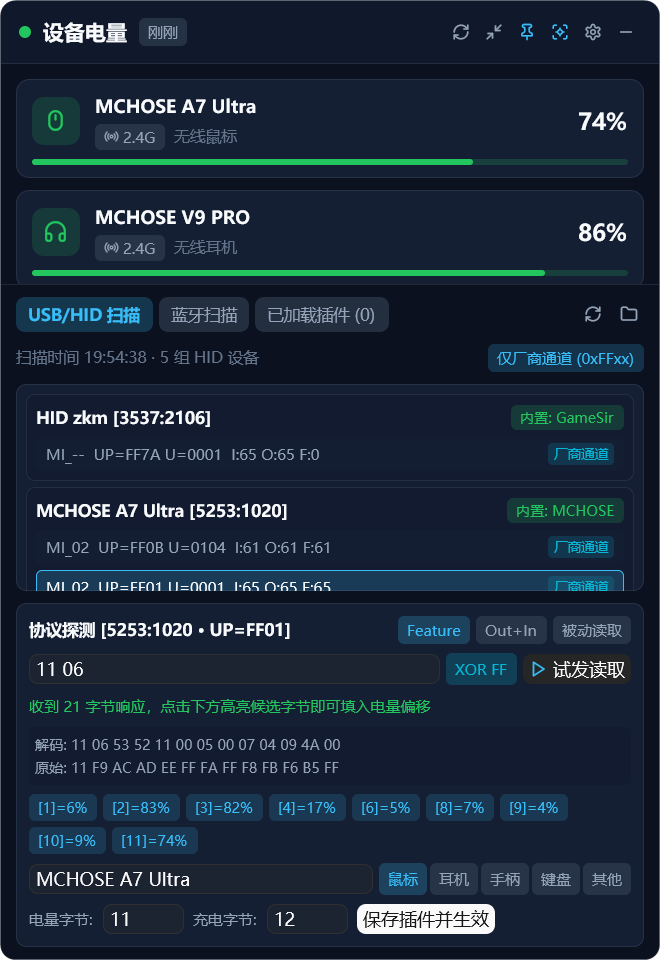 设备电量 刚刚
MCHOSE A7 Ultra
2.4G 无线鼠标
74%
MCHOSE V9 PRO
2.4G 无线耳机
86%
USB/HID 扫描 蓝牙扫描 已加载插件 (0)
扫描时间 19:54:38 · 5 组 HID 设备 仅厂商通道 (0xFFxx)
HID zkm [3537:2106] 内置: GameSir
MI_-- UP=FF7A U=0001 I:65 O:65 F:0 厂商通道
MCHOSE A7 Ultra [5253:1020] 内置: MCHOSE
MI_02 UP=FF0B U=0104 I:61 O:61 F:61 厂商通道
MI_02 UP=FF01 U=0001 I:65 O:65 F:65 厂商通道
协议探测 [5253:1020 • UP=FF01] Feature Out+In 被动读取
11 06 XOR FF 试发读取
收到 21 字节响应，点击下方高亮候选字节即可填入电量偏移
解码: 11 06 53 52 11 00 05 00 07 04 09 4A 00
原始: 11 F9 AC AD EE FF FA FF F8 FB F6 B5 FF
[1]=6% [2]=83% [3]=82% [4]=17% [6]=5% [8]=7% [9]=4%
[10]=9% [11]=74%
MCHOSE A7 Ultra 鼠标 耳机 手柄 键盘 其他
电量字节: 11 充电字节: 12 保存插件并生效